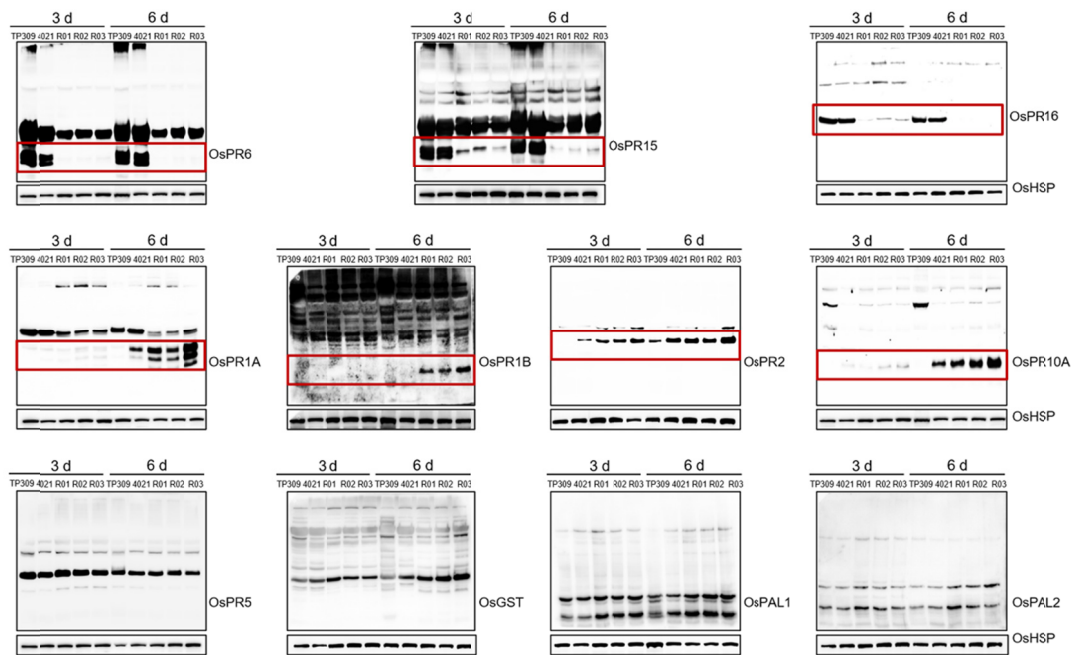 3 d 6 d 3 d 6 d 3 d 6 d
TP309 4021 R01 R02 R03 TP309 4021 R01 R02 R03 TP309 4021 R01 R02 R03 TP309 4021 R01 R02 R03 TP309 4021 R01 R02 R03 TP309 4021 R01 R02 R03
OsPR6 0sPR15 OsPR16
OsHSP
3 d 6 d 3 d 6 d 3 d 6 d 3 d 6 d
TP309 4021 R01 R02 R03 TP309 4021 R01 R02 R03 TP309 4021 R01 R02 R03 TP309 4021 R01 R02 R03 TP309 4021 R01 R02 R03 TP309 4021 R01 R02 R03 TP309 4021 R01 R02 R03 TP309 4021 R01 R02 R03
OsPR1A OsPR1B OsPR2 OsPR10A
OsHSP
3 d 6 d 3 d 6 d 3 d 6 d 3 d 6 d
TP309 4021 R01 R02 R03 TP309 4021 R01 R02 R03 TP309 4021 R01 R02 R03 TP309 4021 R01 R02 R03 TP309 4021 R01 R02 R03 TP309 4021 R01 R02 R03 TP309 4021 R01 R02 R03 TP309 4021 R01 R02 R03
OsPR5 OsGST OsPAL1 OsPAL2
OsHSP